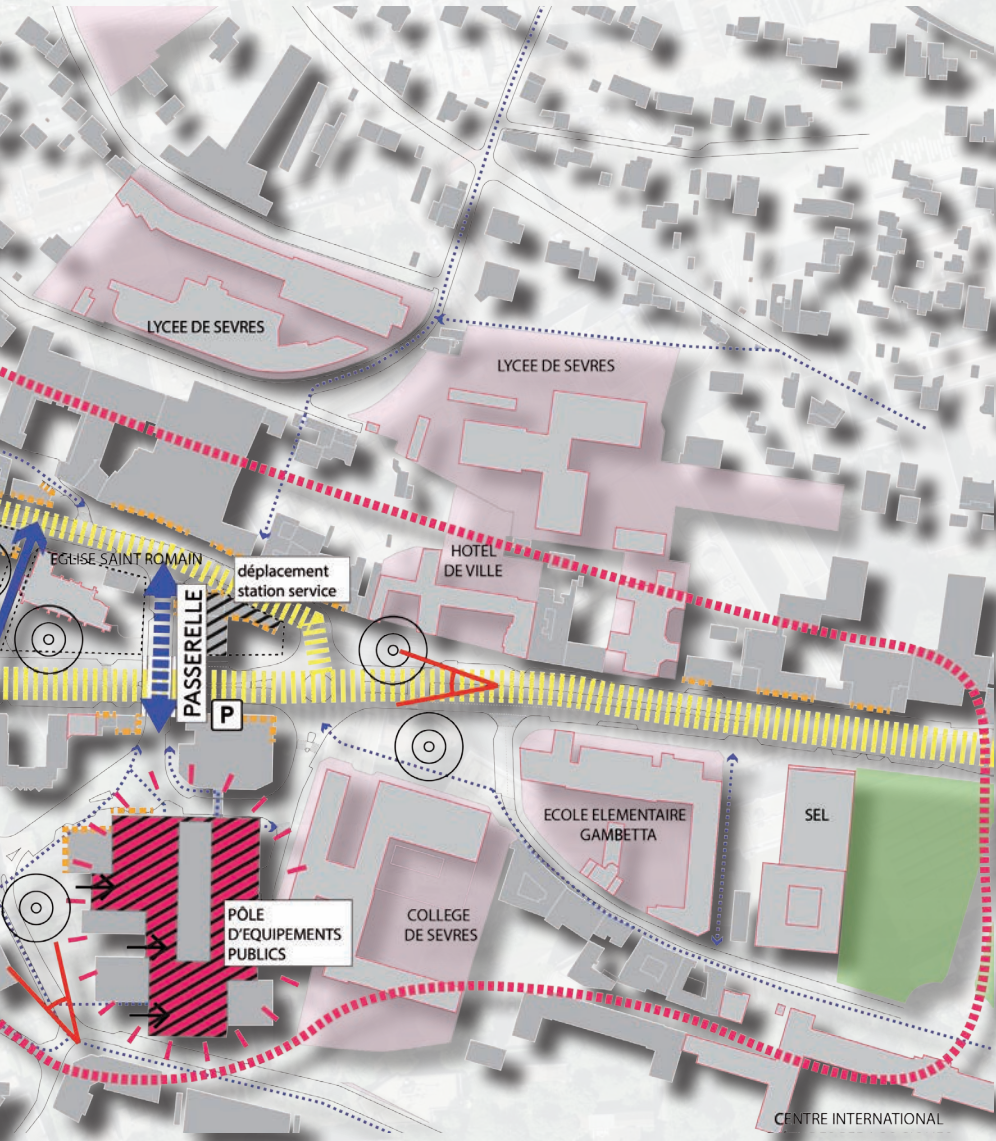 LYCEE DE SEVRES
LYCEE DE SEVRES
EGLISE SAINT ROMAIN
déplacement
station service
HOTEL
DE VILLE
PASSERELLE
P
ECOLE ELEMENTAIRE
GAMBETTA
SEL
PÔLE
D'EQUIPEMENTS
PUBLICS
COLLEGE
DE SEVRES
CENTRE INTERNATIONAL